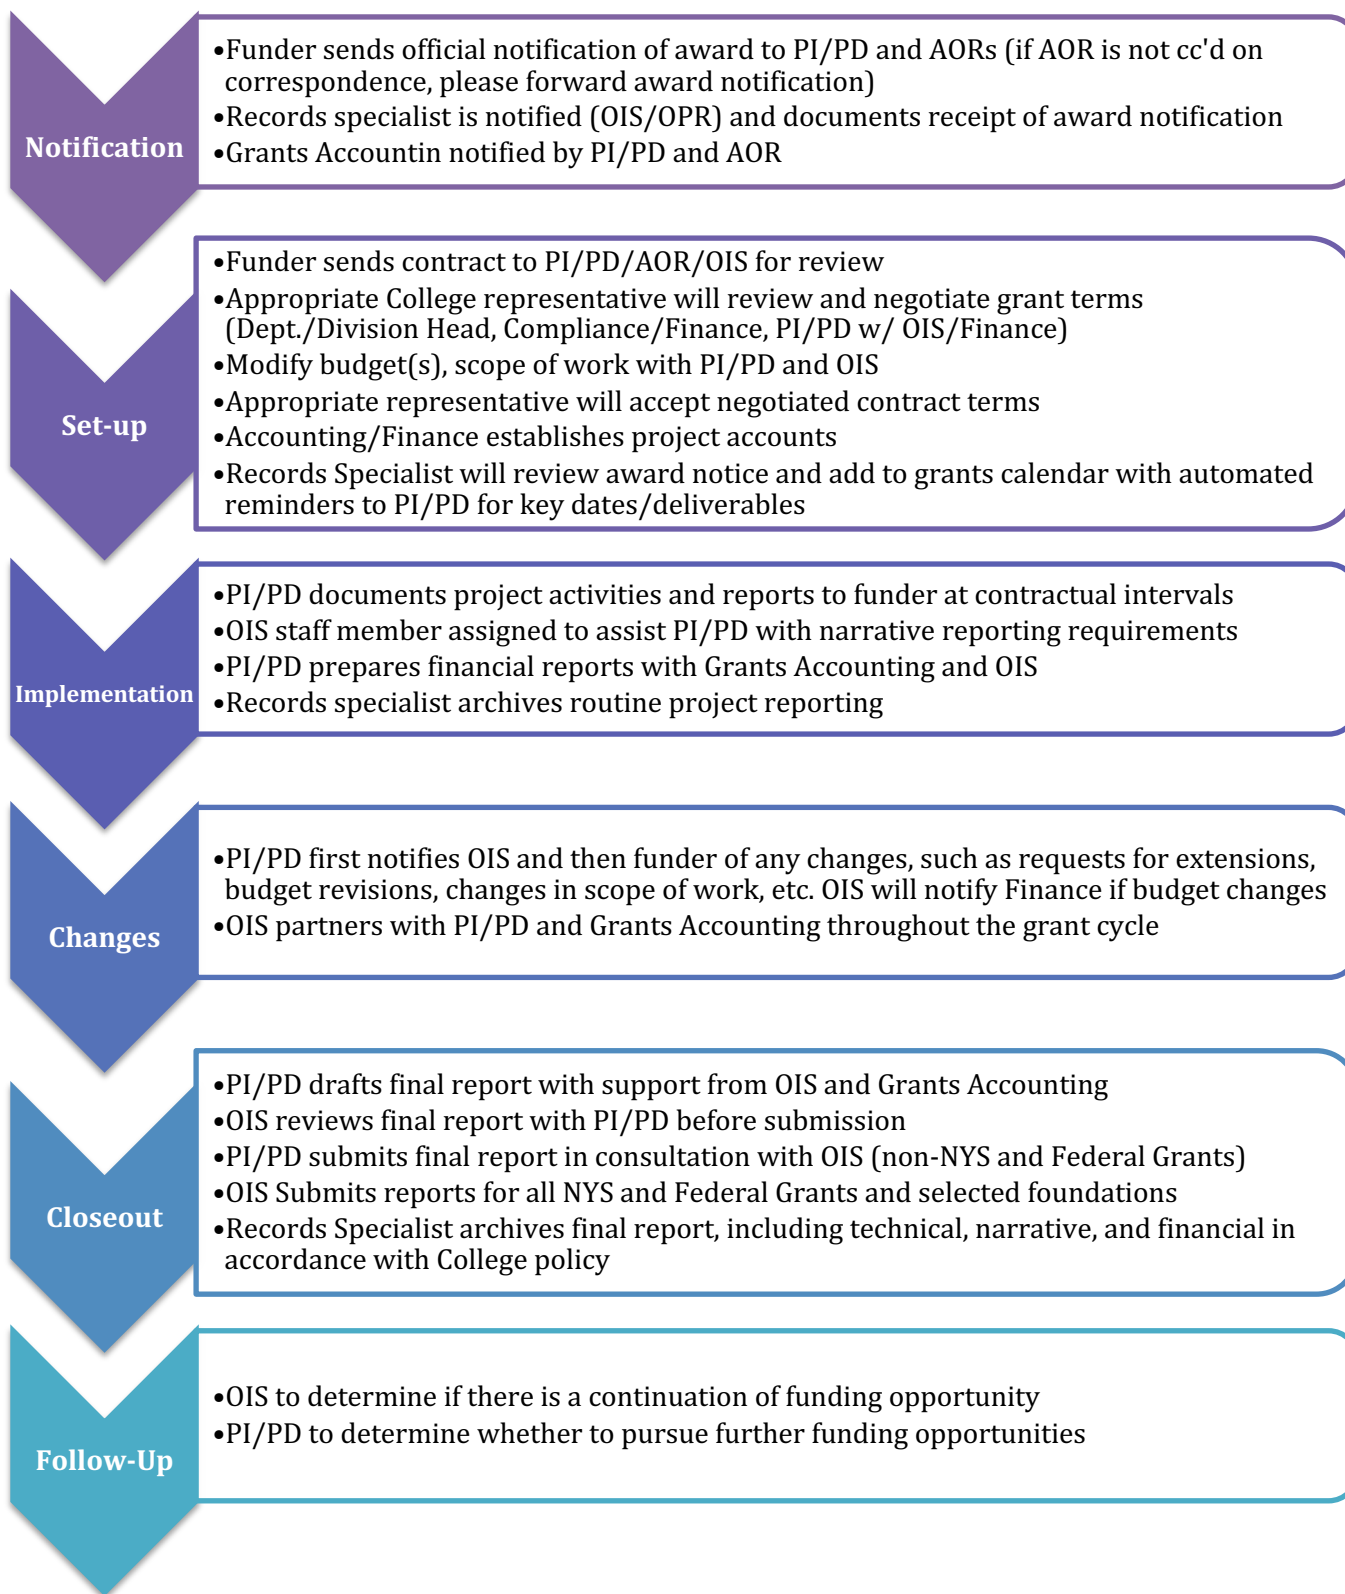 Notification
•Funder sends official notification of award to PI/PD and AORs (if AOR is not cc'd on
correspondence, please forward award notification)
•Records specialist is notified (OIS/OPR) and documents receipt of award notification
•Grants Accountin notified by PI/PD and AOR
Set-up
•Funder sends contract to PI/PD/AOR/OIS for review
•Appropriate College representative will review and negotiate grant terms
(Dept./Division Head, Compliance/Finance, PI/PD w/ OIS/Finance)
•Modify budget(s), scope of work with PI/PD and OIS
•Appropriate representative will accept negotiated contract terms
•Accounting/Finance establishes project accounts
•Records Specialist will review award notice and add to grants calendar with automated
reminders to PI/PD for key dates/deliverables
Implementation
•PI/PD documents project activities and reports to funder at contractual intervals
•OIS staff member assigned to assist PI/PD with narrative reporting requirements
•PI/PD prepares financial reports with Grants Accounting and OIS
•Records specialist archives routine project reporting
Changes
•PI/PD first notifies OIS and then funder of any changes, such as requests for extensions,
budget revisions, changes in scope of work, etc. OIS will notify Finance if budget changes
•OIS partners with PI/PD and Grants Accounting throughout the grant cycle
Closeout
•PI/PD drafts final report with support from OIS and Grants Accounting
•OIS reviews final report with PI/PD before submission
•PI/PD submits final report in consultation with OIS (non-NYS and Federal Grants)
•OIS Submits reports for all NYS and Federal Grants and selected foundations
•Records Specialist archives final report, including technical, narrative, and financial in
accordance with College policy
Follow-Up
•OIS to determine if there is a continuation of funding opportunity
•PI/PD to determine whether to pursue further funding opportunities